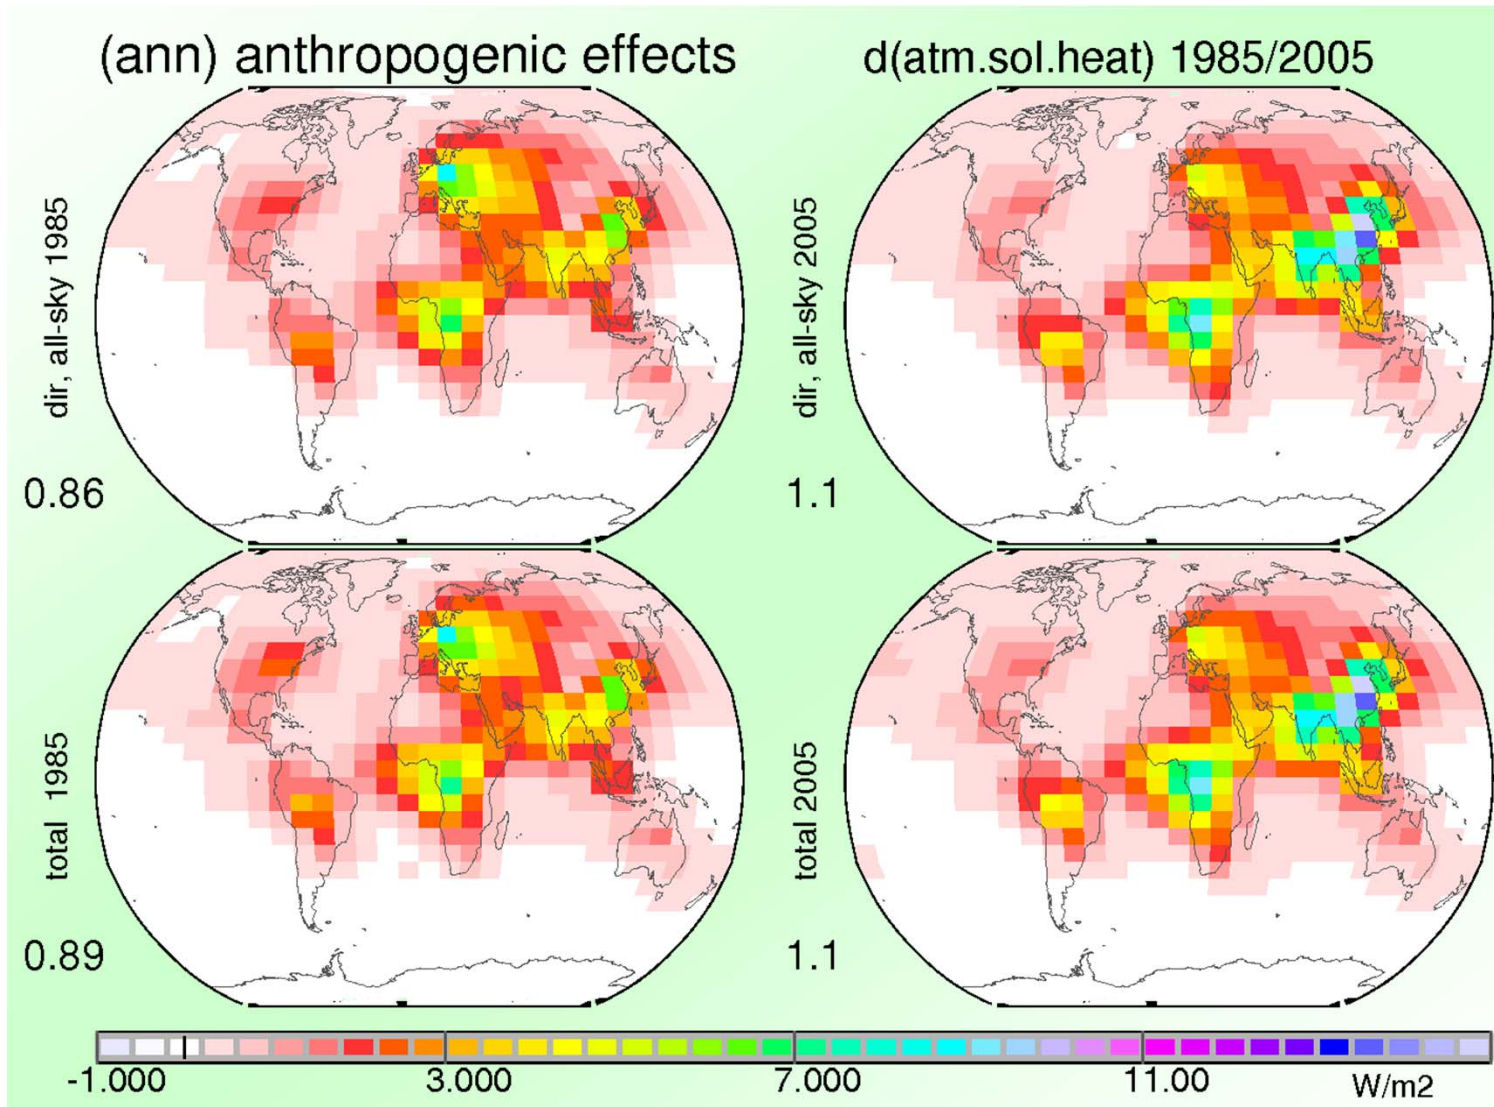 (ann) anthropogenic effects
d(atm.sol.heat) 1985/2005
dir, all-sky 1985
0.86
dir, all-sky 2005
1.1
total 1985
0.89
total 2005
1.1
-1.000 3.000 7.000 11.00 W/m2